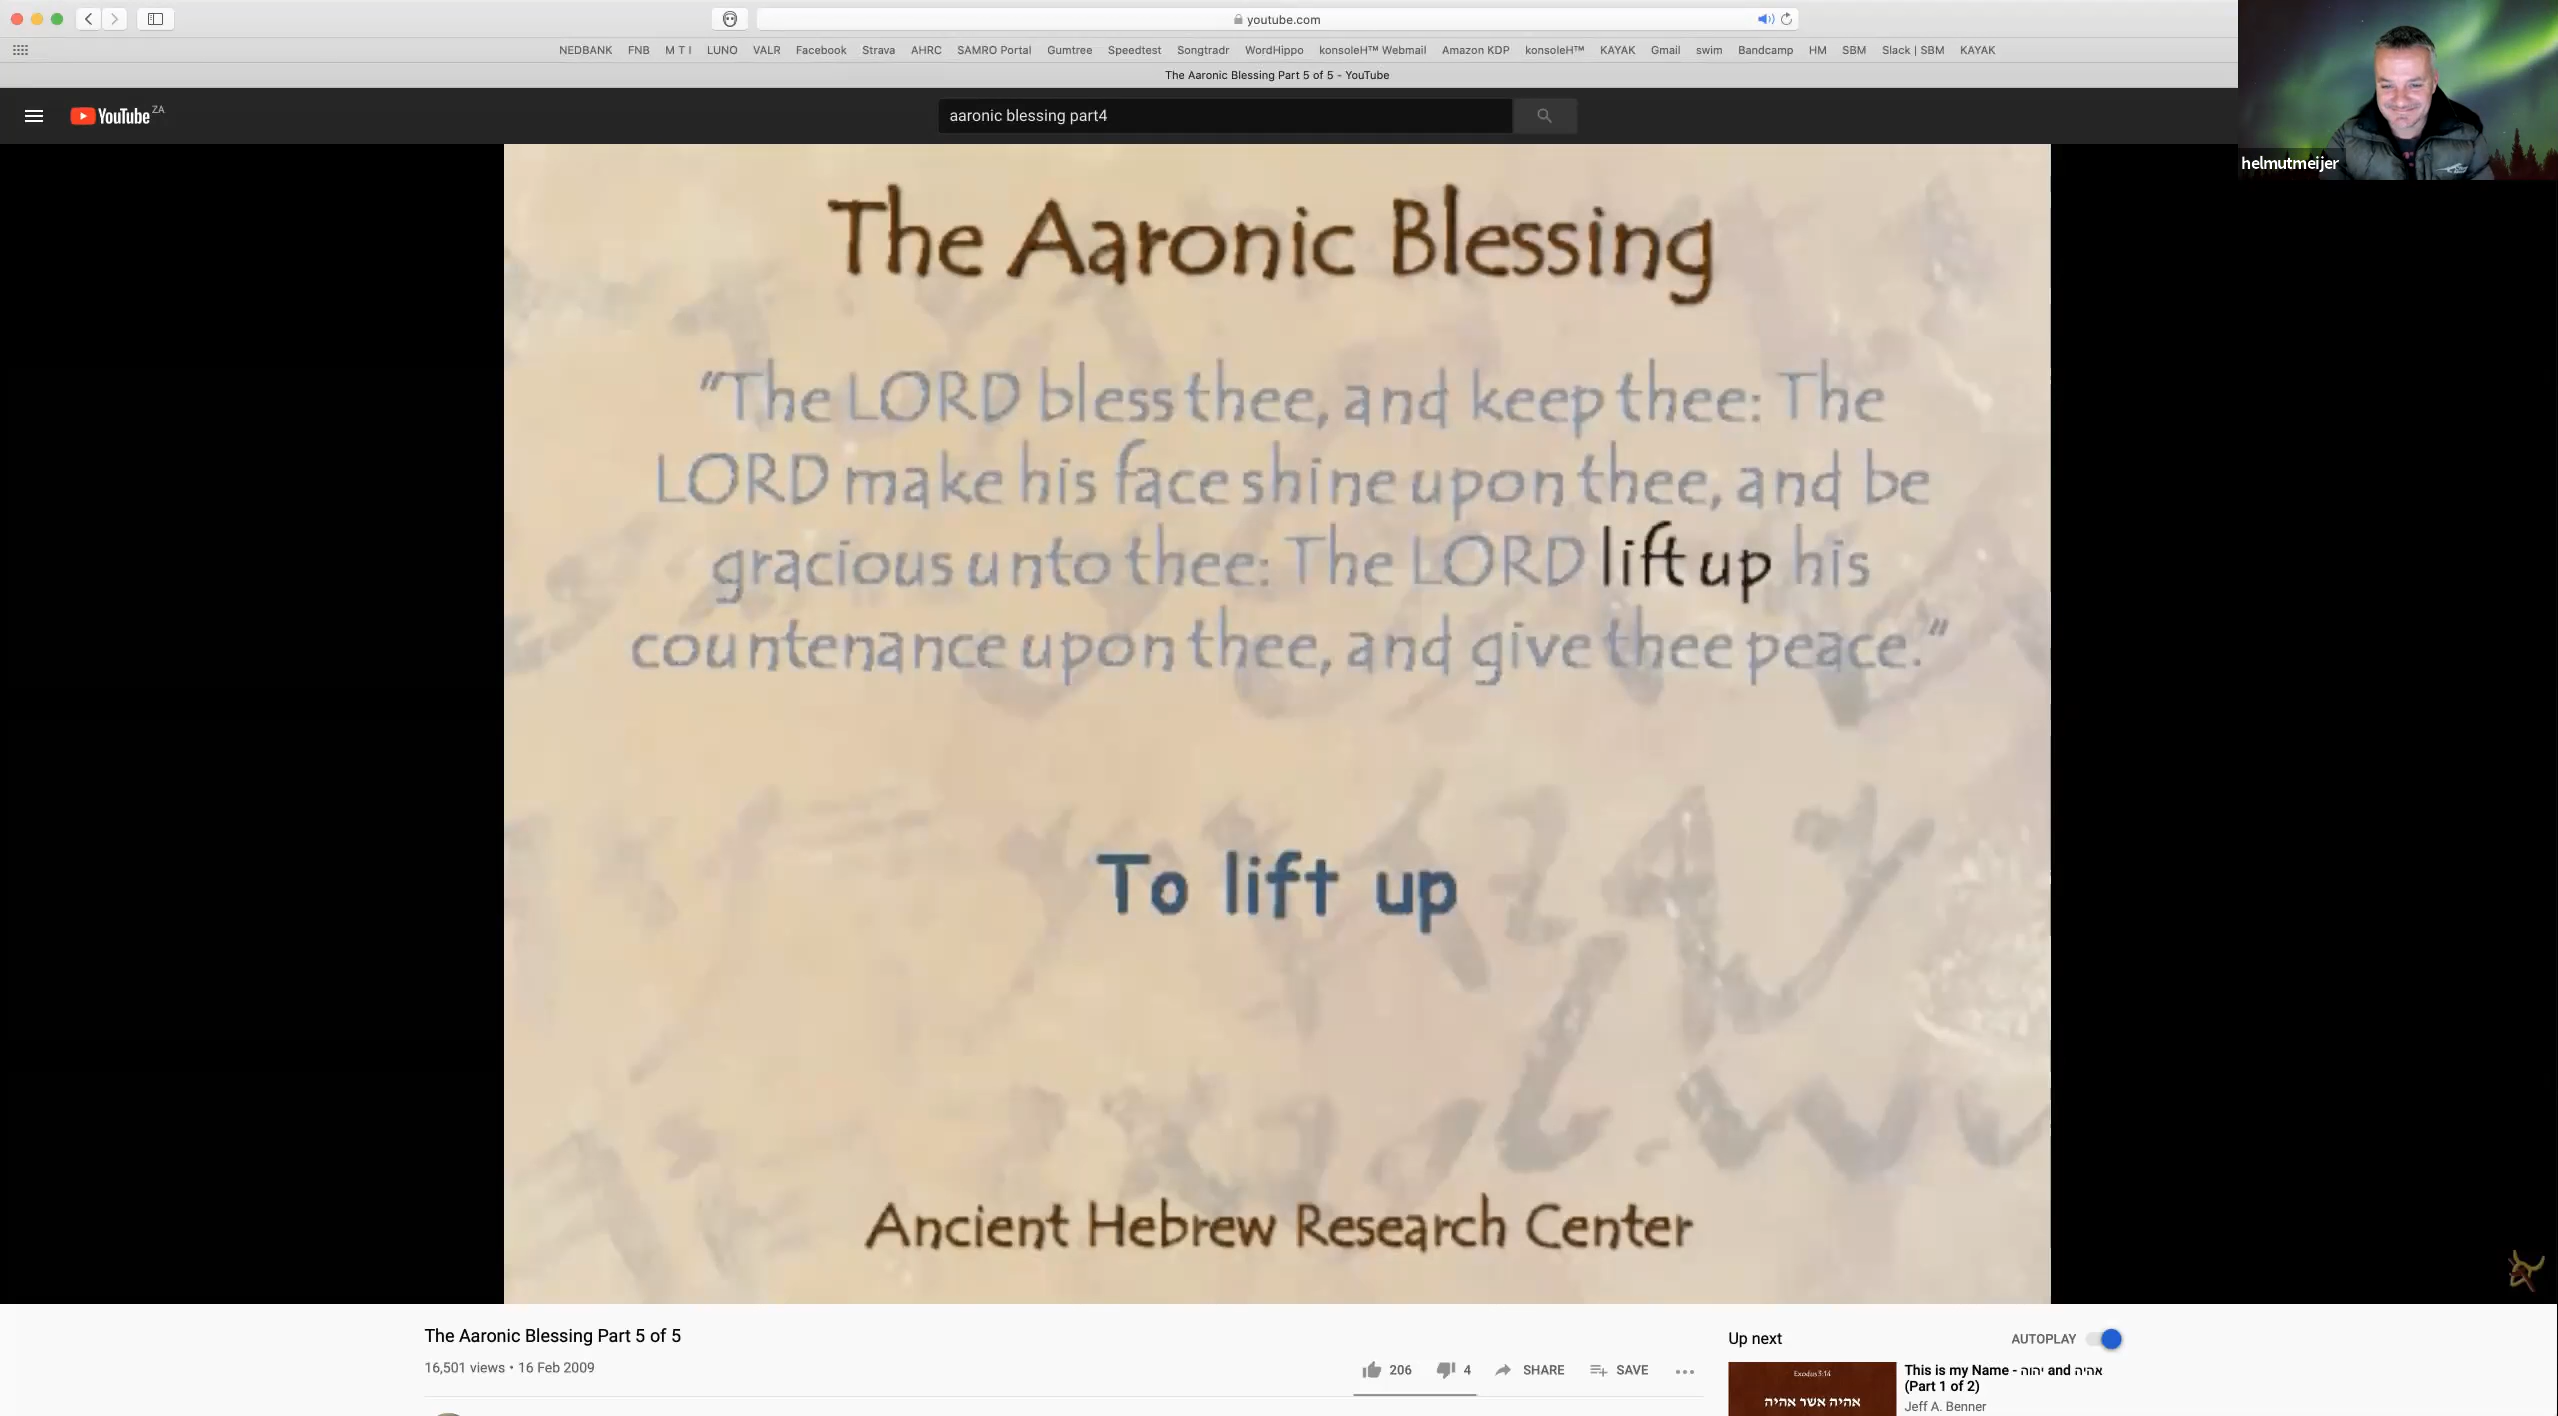 youtube.com
NEDBANK FNB M T I LUNO VALR Facebook Strava AHRC SAMRO Portal Gumtree Speedtest Songtradr WordHippo konsoleH™ Webmail Amazon KDP konsoleH™ KAYAK Gmail swim Bandcamp HM SBM Slack | SBM KAYAK
The Aaronic Blessing Part 5 of 5 - YouTube
YouTube ZA
aaronic blessing part4
helmutmeijer
The Aaronic Blessing
"The LORD bless thee, and keep thee: The
LORD make his face shine upon thee, and be
gracious unto thee: The LORD lift up his
countenance upon thee, and give thee peace."
To lift up
Ancient Hebrew Research Center
The Aaronic Blessing Part 5 of 5
16,501 views • 16 Feb 2009
206 4 SHARE SAVE
Up next AUTOPLAY
Exodus 3:14
אהיה אשר אהיה
This is my Name - יהוה and אהיה
(Part 1 of 2)
Jeff A. Benner